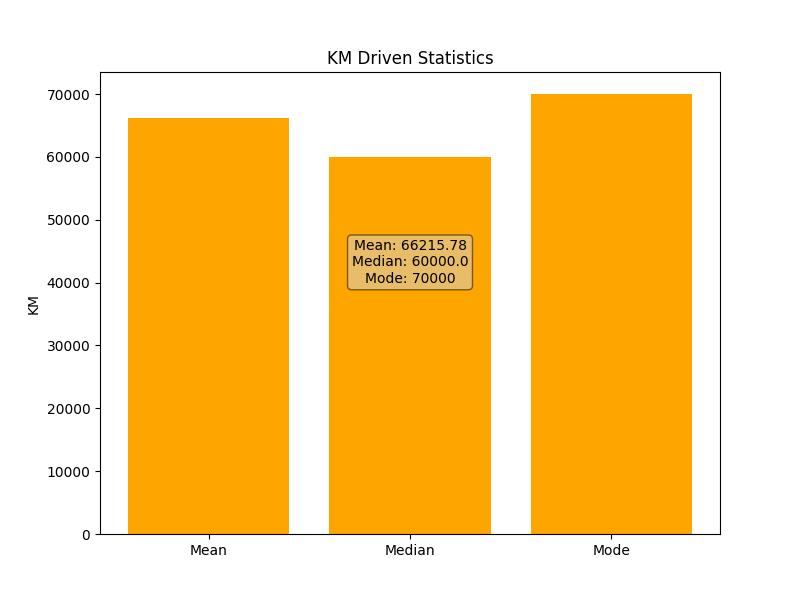 KM Driven Statistics
70000
60000
50000
40000
30000
20000
10000
0
KM
Mean: 66215.78
Median: 60000.0
Mode: 70000
Mean
Median
Mode